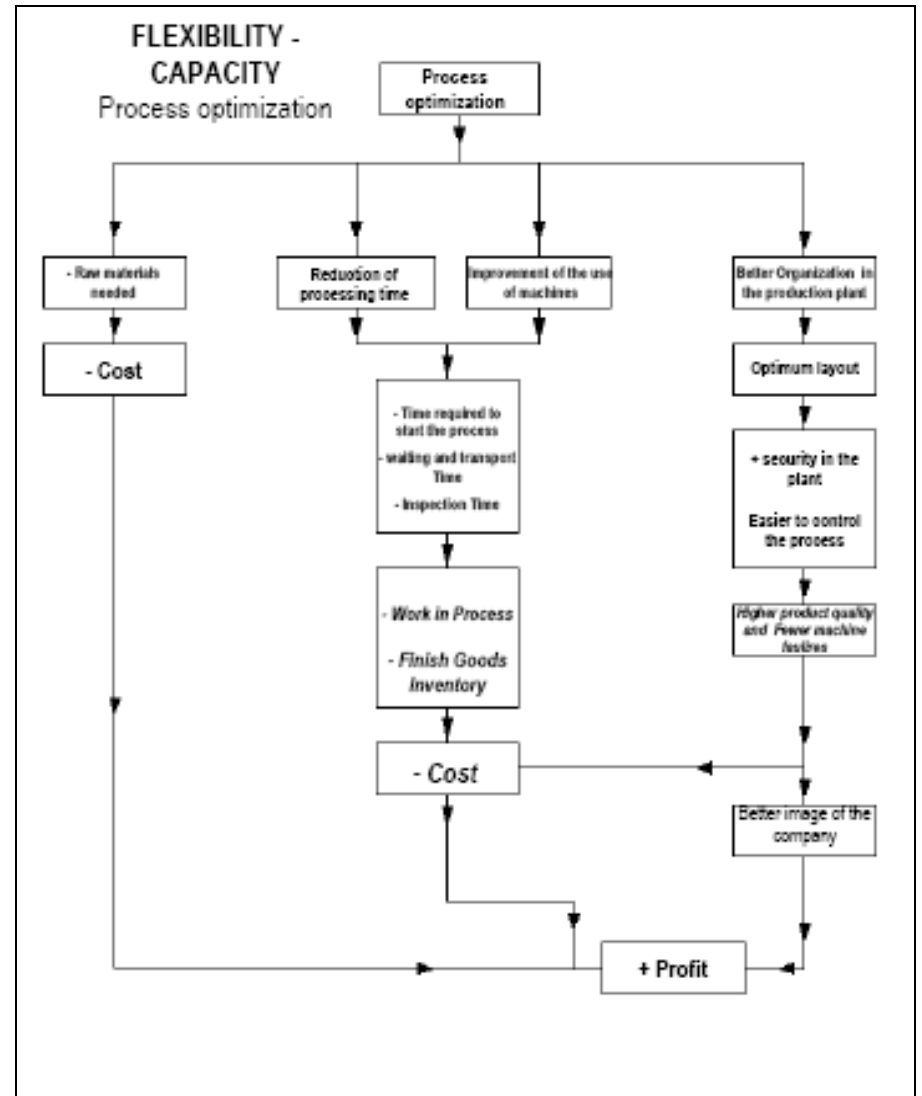 FLEXIBILITY -
CAPACITY
Process optimization
Process
optimization
- Raw materials
needed
Reduction of
processing time
Improvement of the use
of machines
Better Organization in
the production plant
- Cost
Optimum layout
- Time required to
start the process
- waiting and transport
Time
- Inspection Time
+ security in the
plant
Easier to control
the process
- Work in Process
- Finish Goods
Inventory
Higher product quality
and Fewer machine
- Cost
Better image of the
company
+ Profit